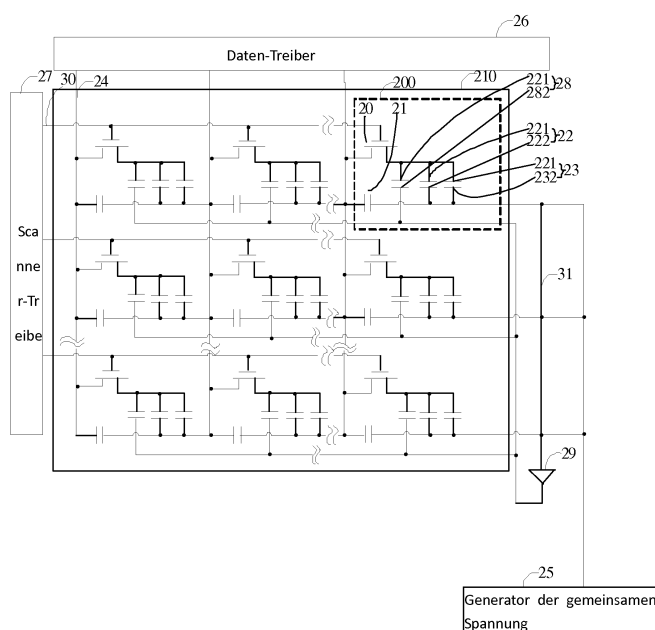 26
Daten-Treiber
27 30 24 200 210
20 21 221 }28
282
221 }22
222
221 }23
232
Sca
nne
r-Tr
eibe
31
29
25
Generator der gemeinsamen
Spannung